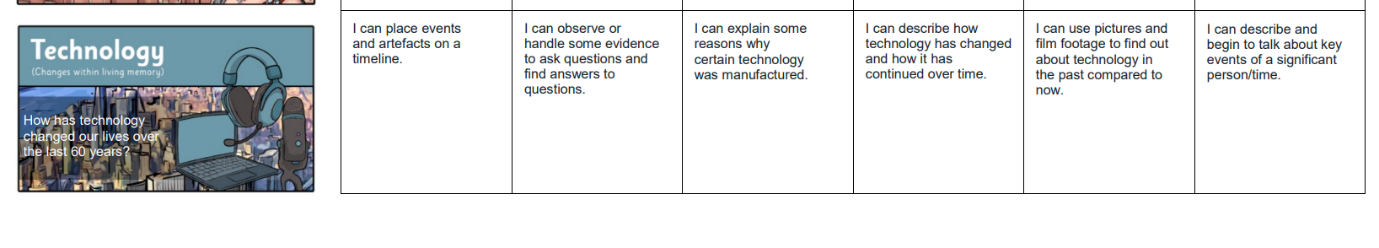 Technology
(Changes within living memory)
How has technology
changed our lives over
the last 60 years?
I can place events
and artefacts on a
timeline.
I can observe or
handle some evidence
to ask questions and
find answers to
questions.
I can explain some
reasons why
certain technology
was manufactured.
I can describe how
technology has changed
and how it has
continued over time.
I can use pictures and
film footage to find out
about technology in
the past compared to
now.
I can describe and
begin to talk about key
events of a significant
person/time.